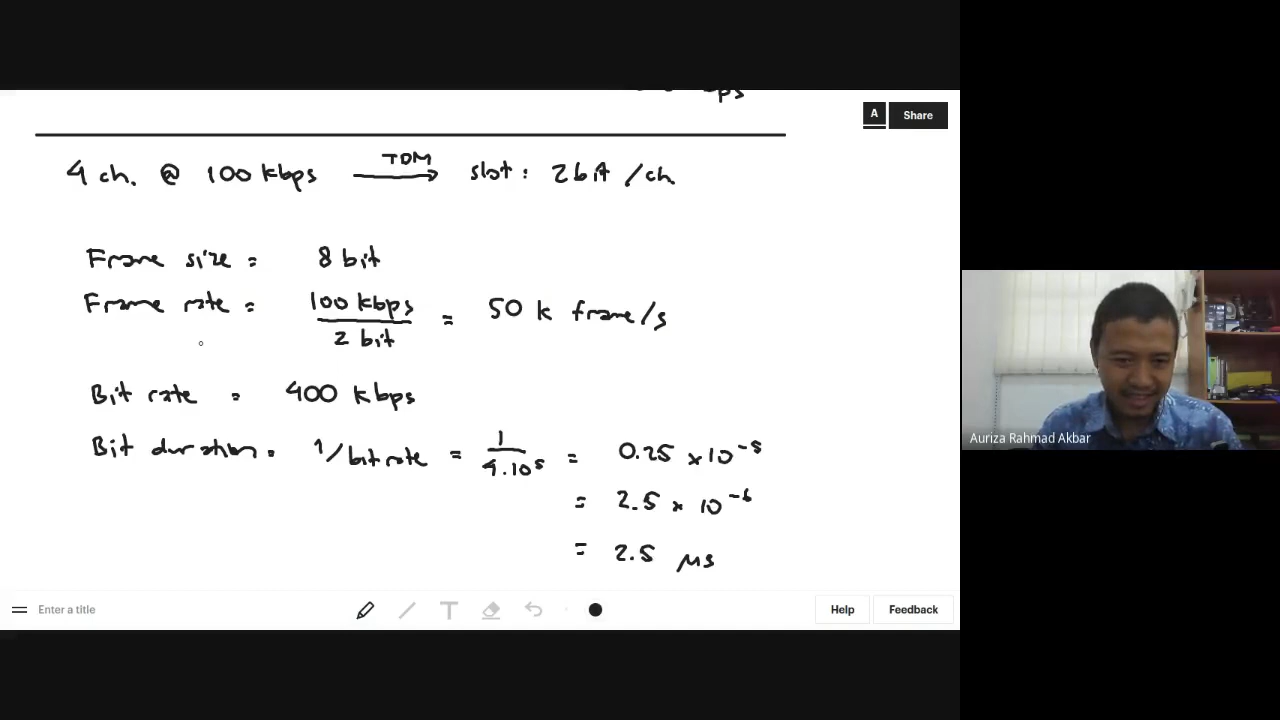 A Share
4 ch. @ 100 kbps TDM → slot : 2 bit / ch
Frame size = 8 bit
Frame rate = 100 kbps / 2 bit = 50 k frame/s
Bit rate = 400 kbps
Bit duration = 1/bit rate = 1 / 4.10^5 = 0.25 × 10^-5
= 2.5 × 10^-6
= 2.5 μs
Auriza Rahmad Akbar
Enter a title
T
Help Feedback